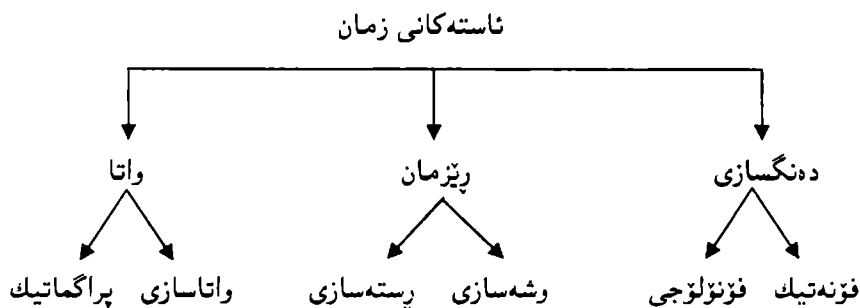 ئاستەکانی زمان
دەنگسازی ڕێزمان واتا
فۆنەتیك فۆنۆلۆجی وشەسازی ڕستەسازی واتاسازی پراگماتیك